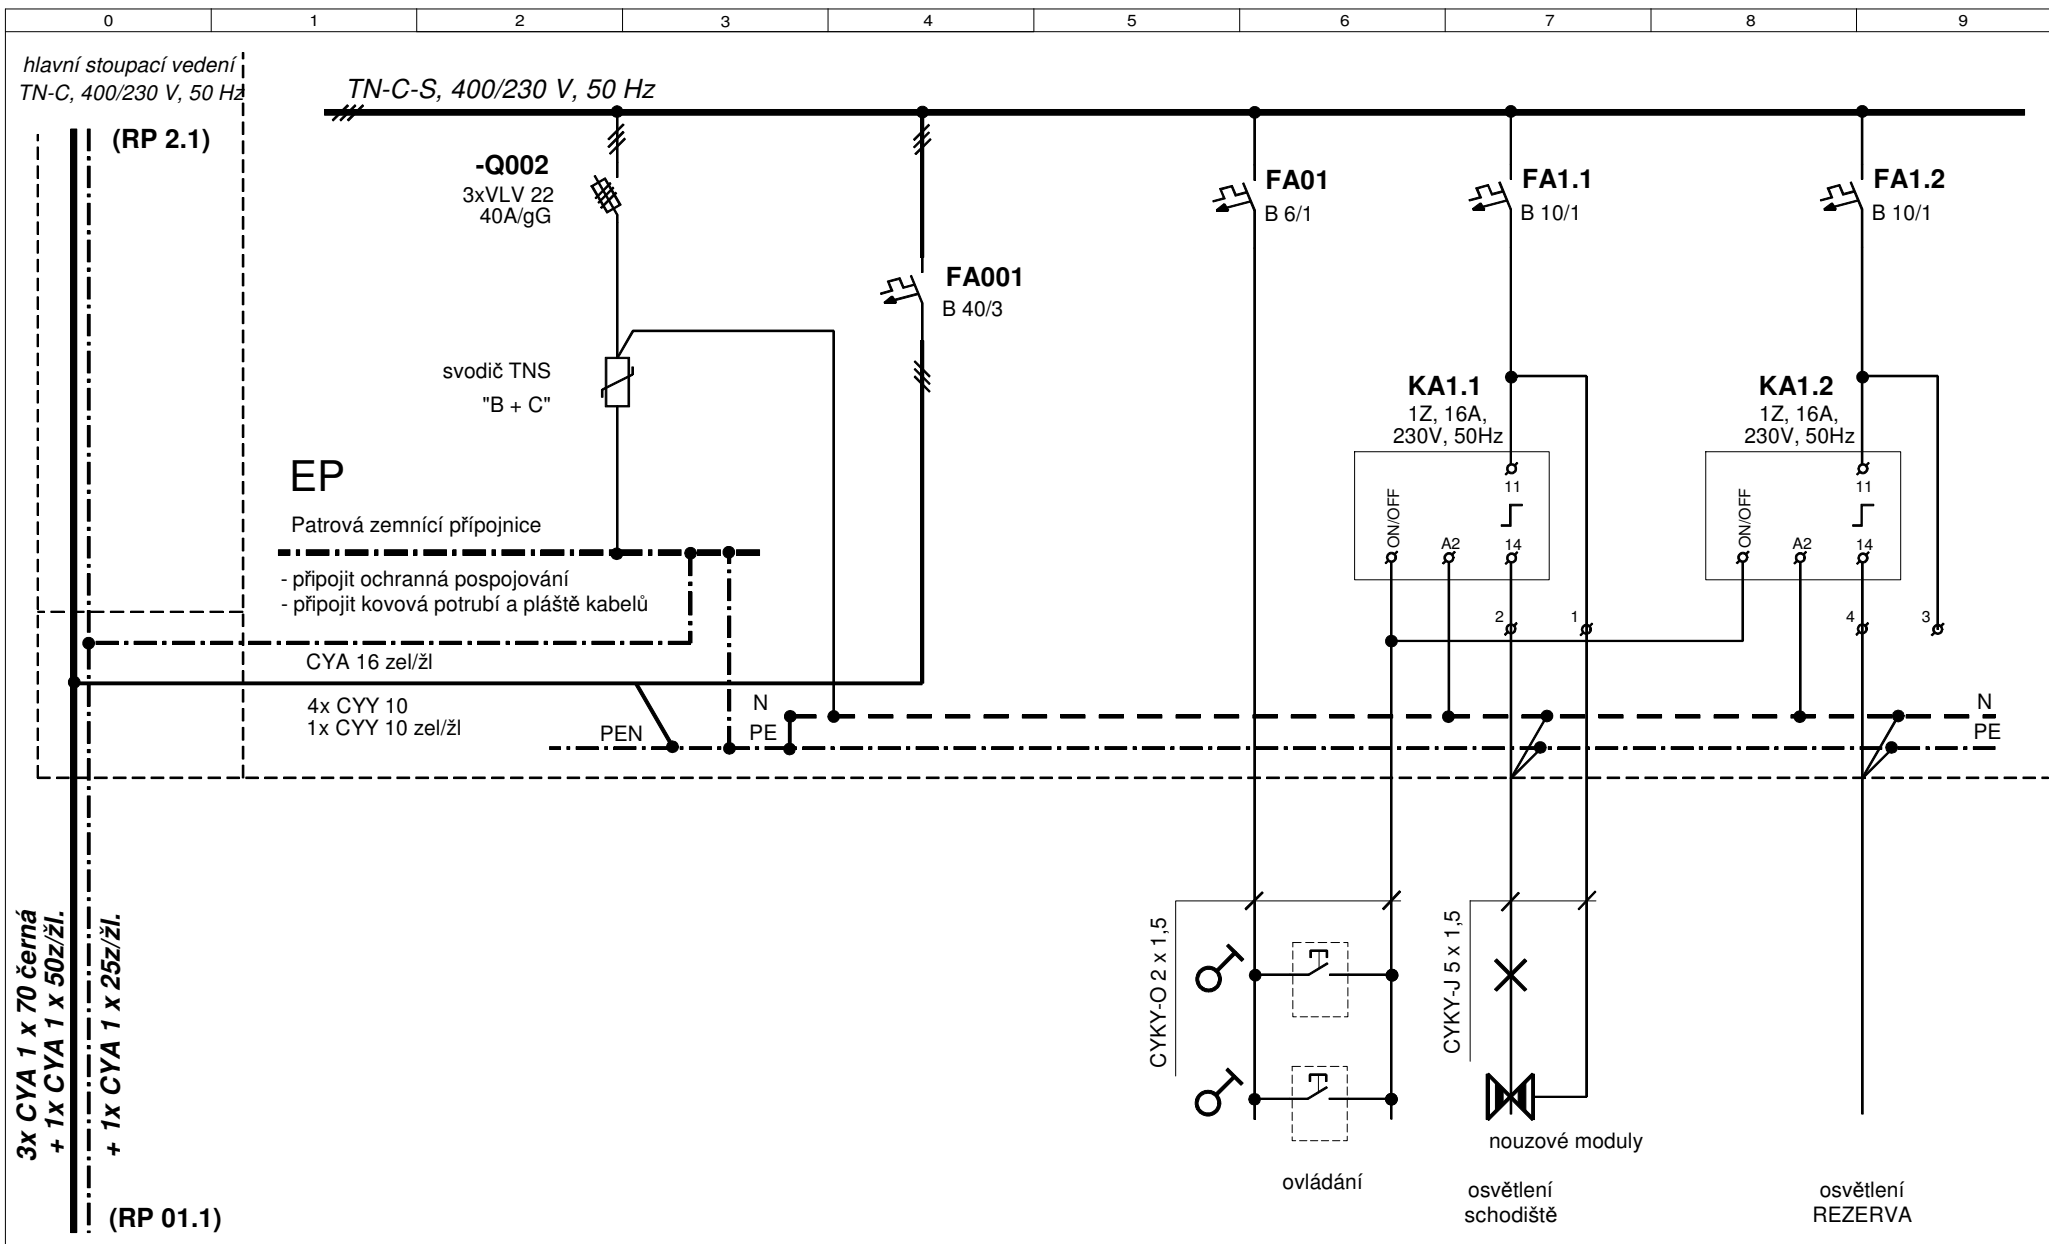 0 1 2 3 4 5 6 7 8 9
hlavní stoupací vedení
TN-C, 400/230 V, 50 Hz
(RP 2.1)
TN-C-S, 400/230 V, 50 Hz
-Q002
3xVLV 22
40A/gG
FA001
B 40/3
FA01
B 6/1
FA1.1
B 10/1
FA1.2
B 10/1
svodič TNS
"B + C"
KA1.1
1Z, 16A,
230V, 50Hz
ON/OFF
A2
11
14
2
1
KA1.2
1Z, 16A,
230V, 50Hz
ON/OFF
A2
11
14
4
3
EP
Patrová zemnící přípojnice
- připojit ochranná pospojování
- připojit kovová potrubí a pláště kabelů
CYA 16 zel/žl
4x CYY 10
1x CYY 10 zel/žl
PEN
N
PE
N
PE
3x CYA 1 x 70 černá
+ 1x CYA 1 x 50z/žl.
+ 1x CYA 1 x 25z/žl.
(RP 01.1)
CYKY-O 2 x 1,5
CYKY-J 5 x 1,5
ovládání
nouzové moduly
osvětlení
schodiště
osvětlení
REZERVA